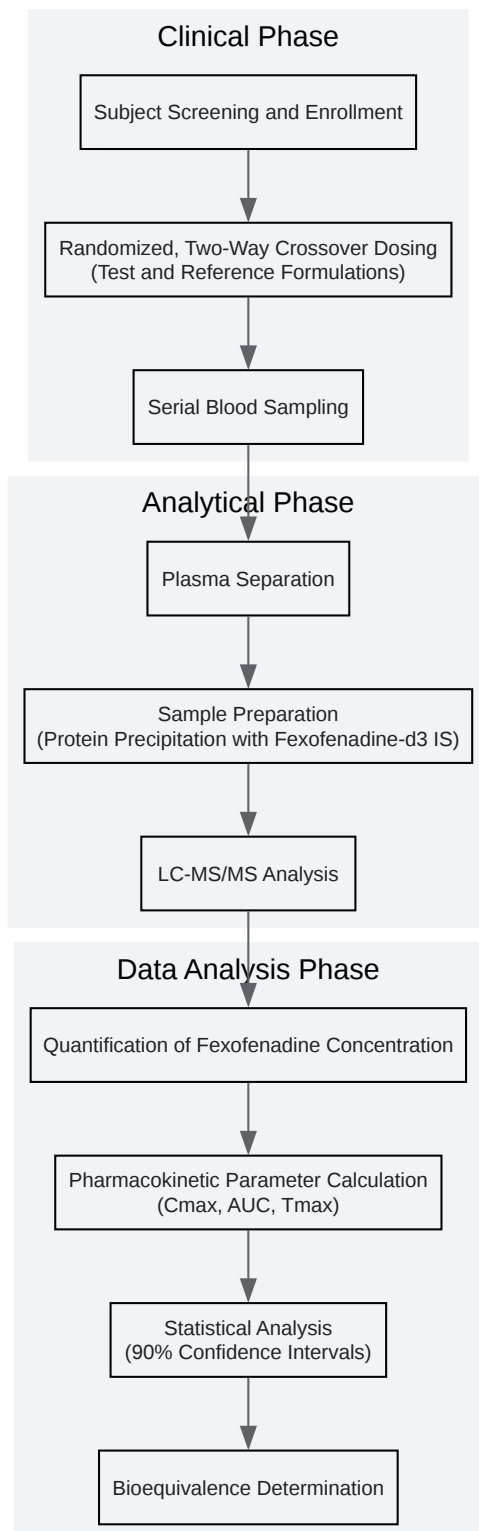 Clinical Phase
Subject Screening and Enrollment
Randomized, Two-Way Crossover Dosing
(Test and Reference Formulations)
Serial Blood Sampling
Analytical Phase
Plasma Separation
Sample Preparation
(Protein Precipitation with Fexofenadine-d3 IS)
LC-MS/MS Analysis
Data Analysis Phase
Quantification of Fexofenadine Concentration
Pharmacokinetic Parameter Calculation
(Cmax, AUC, Tmax)
Statistical Analysis
(90% Confidence Intervals)
Bioequivalence Determination